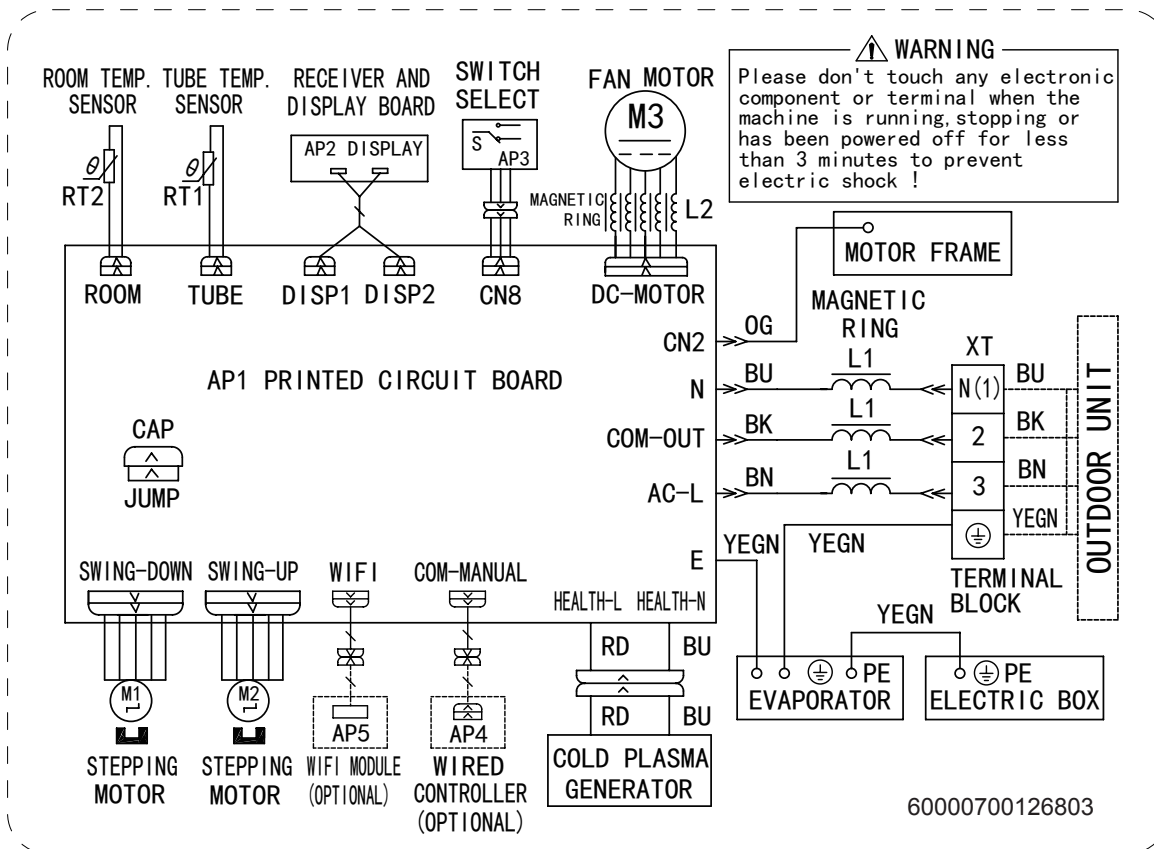 WARNING
Please don't touch any electronic
component or terminal when the
machine is running,stopping or
has been powered off for less
than 3 minutes to prevent
electric shock !
ROOM TEMP.
SENSOR
TUBE TEMP.
SENSOR
RECEIVER AND
DISPLAY BOARD
SWITCH
SELECT
FAN MOTOR
AP2 DISPLAY
S
AP3
M3
θ
RT2
θ
RT1
MAGNETIC
RING
L2
MOTOR FRAME
ROOM
TUBE
DISP1
DISP2
CN8
DC-MOTOR
MAGNETIC
RING
CN2
OG
XT
AP1 PRINTED CIRCUIT BOARD
N
BU
L1
N(1)
BU
COM-OUT
BK
L1
2
BK
AC-L
BN
L1
3
BN
YEGN
OUTDOOR UNIT
CAP
JUMP
E
YEGN
YEGN
TERMINAL
BLOCK
SWING-DOWN
SWING-UP
WIFI
COM-MANUAL
HEALTH-L
HEALTH-N
YEGN
RD
BU
PE
EVAPORATOR
PE
ELECTRIC BOX
M1
M2
AP5
AP4
RD
BU
STEPPING
MOTOR
STEPPING
MOTOR
WIFI MODULE
(OPTIONAL)
WIRED
CONTROLLER
(OPTIONAL)
COLD PLASMA
GENERATOR
60000700126803